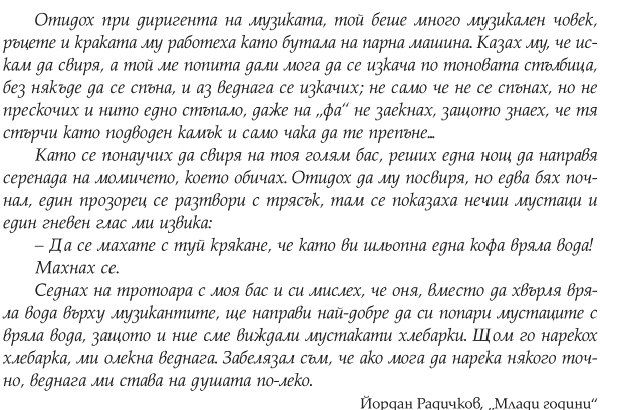 Отидох при диригента на музиката, той беше много музикален човек,
ръцете и краката му работеха като бутала на парна машина. Казах му, че ис-
кам да свиря, а той ме попита дали мога да се изкача по тоновата стълбица,
без някъде да се спъна, и аз веднага се изкачих; не само че не се спънах, но не
прескочих и нито едно стъпало, даже на „фа“ не заекнах, защото знаех, че тя
стърчи като подводен камък и само чака да те препъне...
Като се понаучих да свиря на тоя голям бас, реших една нощ да направя
серенада на момичето, което обичах. Отидох да му посвиря, но едва бях поч-
нал, един прозорец се разтвори с трясък, там се показаха нечии мустаци и
един гневен глас ми извика:
– Да се махате с туй крякане, че като ви шльопна една кофа вряла вода!
Махнах се.
Седнах на тротоара с моя бас и си мислех, че оня, вместо да хвърля вря-
ла вода върху музикантите, ще направи най-добре да си попари мустаците с
вряла вода, защото и ние сме виждали мустакати хлебарки. Щом го нарекох
хлебарка, ми олекна веднага. Забелязал съм, че ако мога да нарека някого точ-
но, веднага ми става на душата по-леко.
Йордан Радичков, „Млади години“